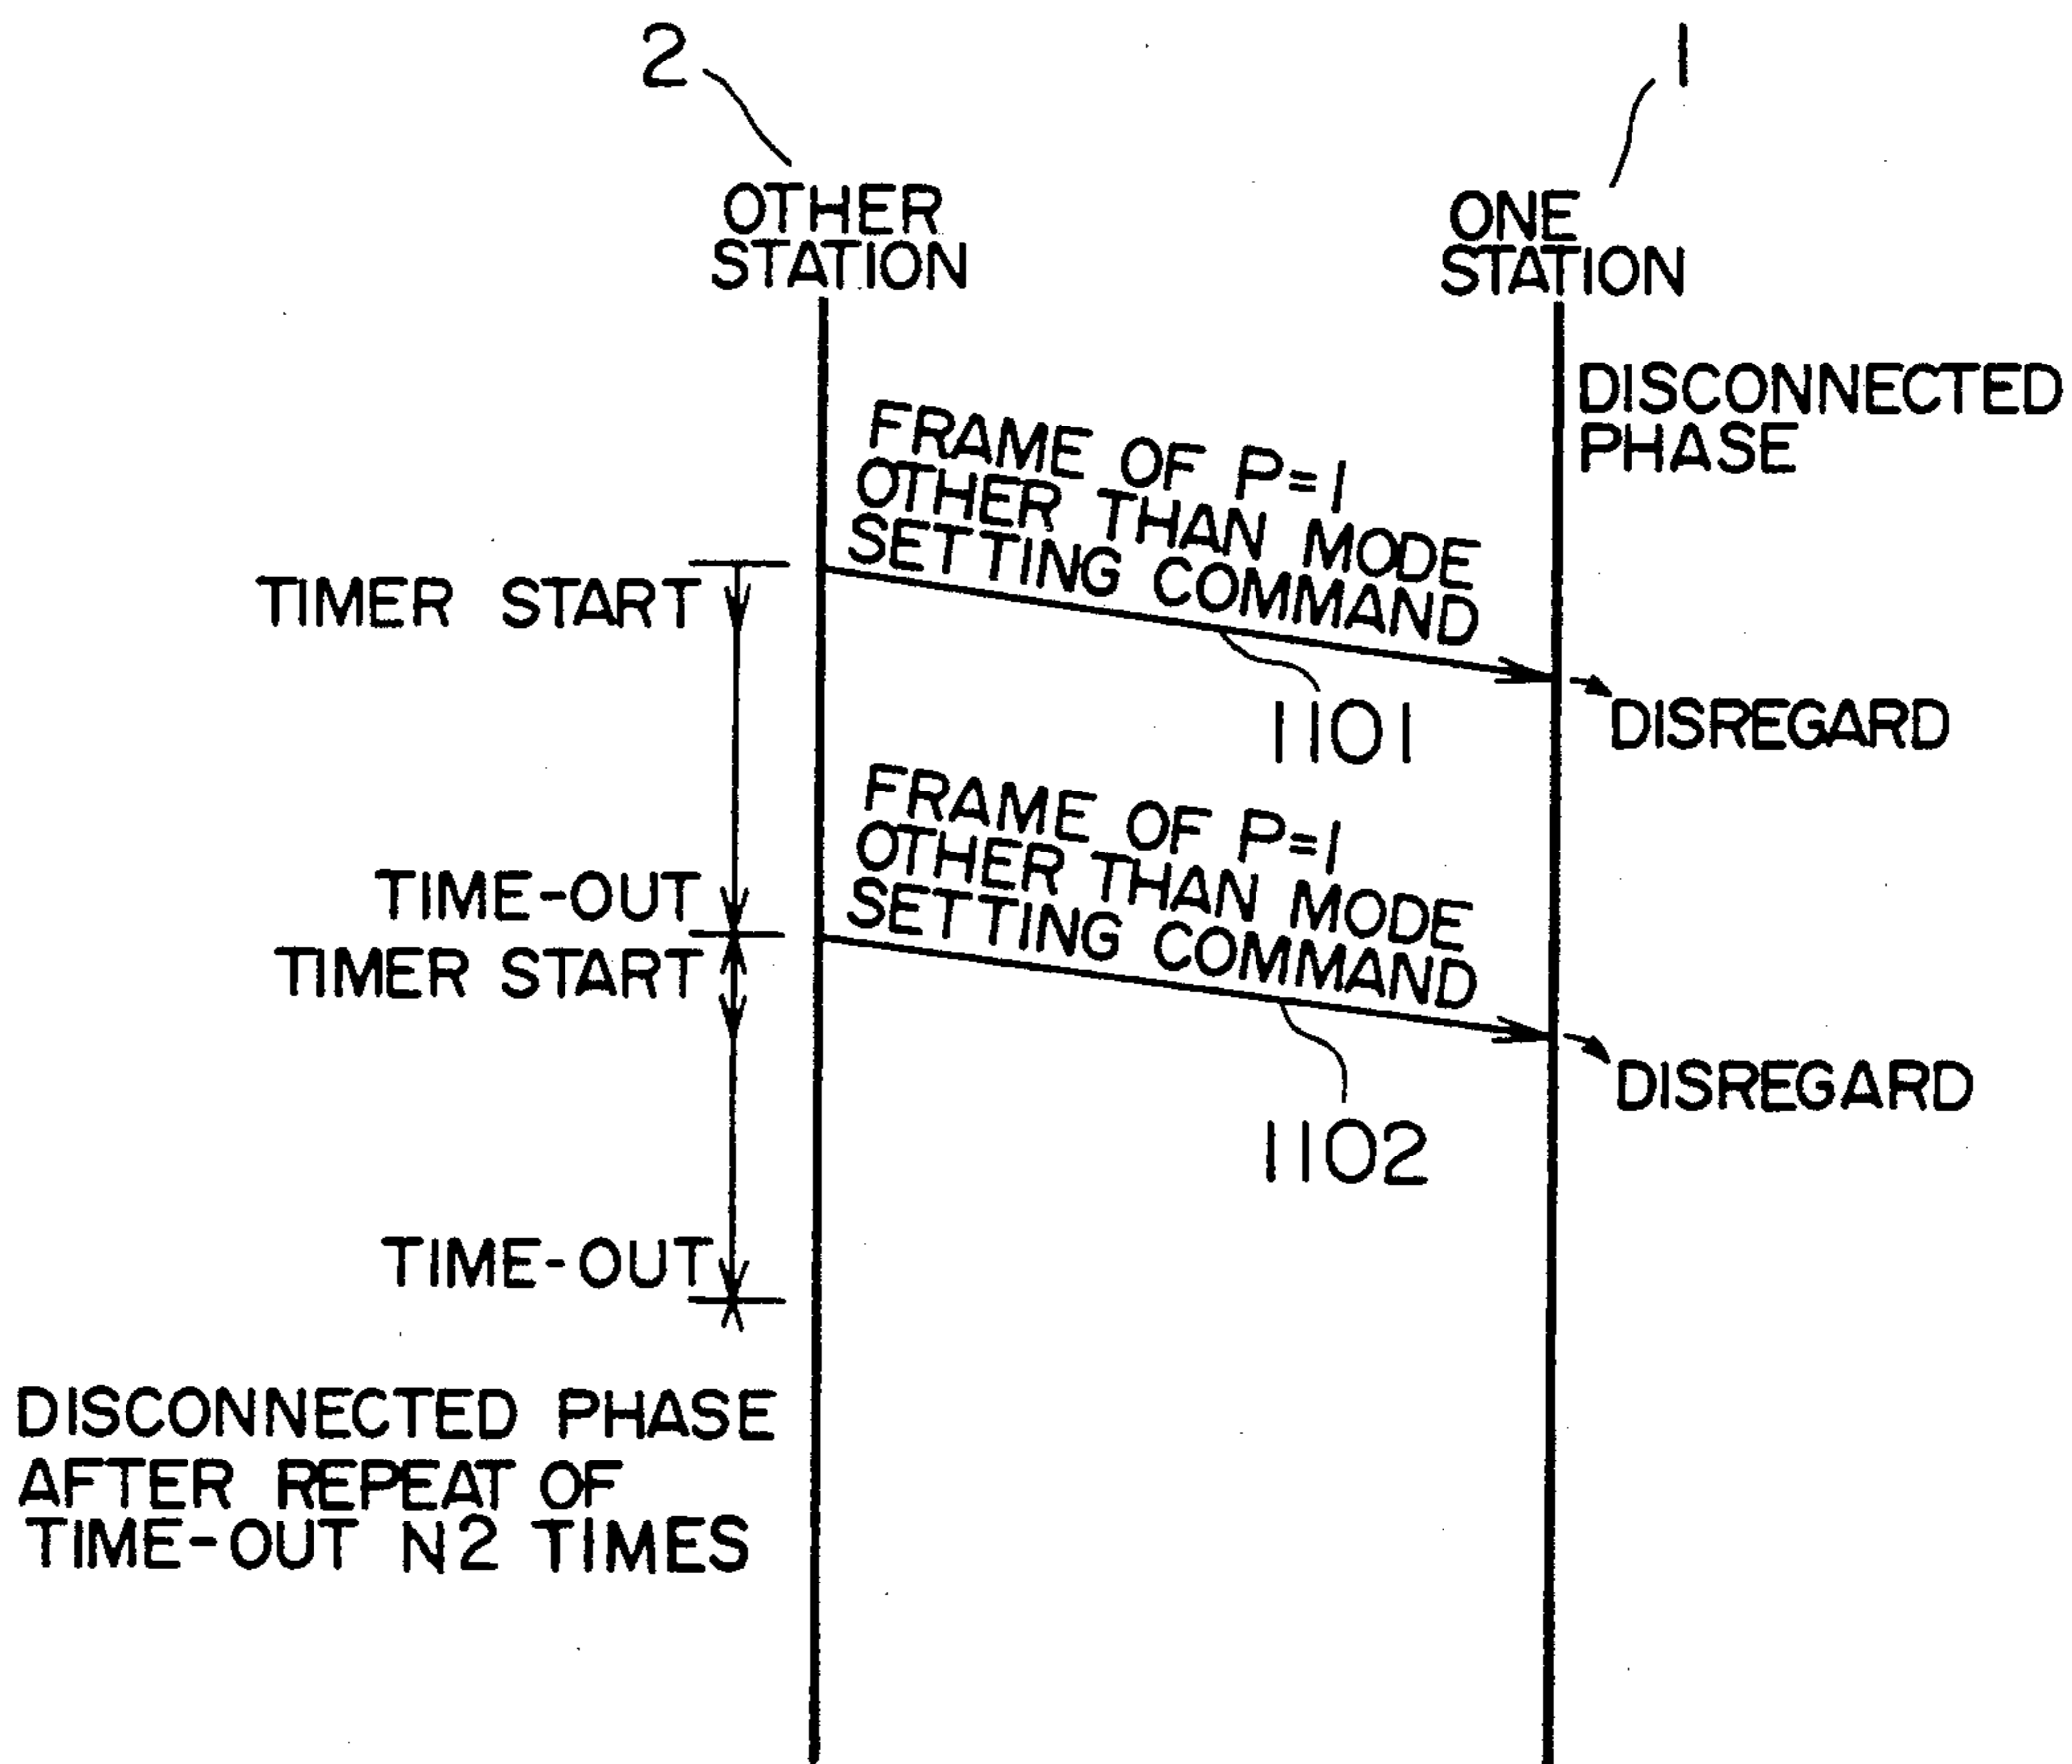 2
1
OTHER
STATION
ONE
STATION
DISCONNECTED
PHASE
FRAME OF P=1
OTHER THAN MODE
SETTING COMMAND
TIMER START
1101
DISREGARD
FRAME OF P=1
OTHER THAN MODE
SETTING COMMAND
TIME-OUT
TIMER START
1102
DISREGARD
TIME-OUT
DISCONNECTED PHASE
AFTER REPEAT OF
TIME-OUT N2 TIMES